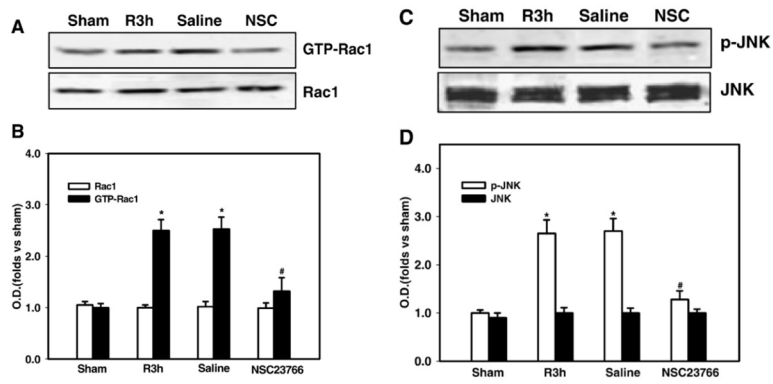 A
Sham R3h Saline NSC
GTP-Rac1
Rac1
B
4.0
3.0
2.0
1.0
0.0
O.D.(folds vs sham)
Rac1
GTP-Rac1
* * #
Sham R3h Saline NSC23766
C
Sham R3h Saline NSC
p-JNK
JNK
D
4.0
3.0
2.0
1.0
0.0
O.D.(folds vs sham)
p-JNK
JNK
* * #
Sham R3h Saline NSC23766